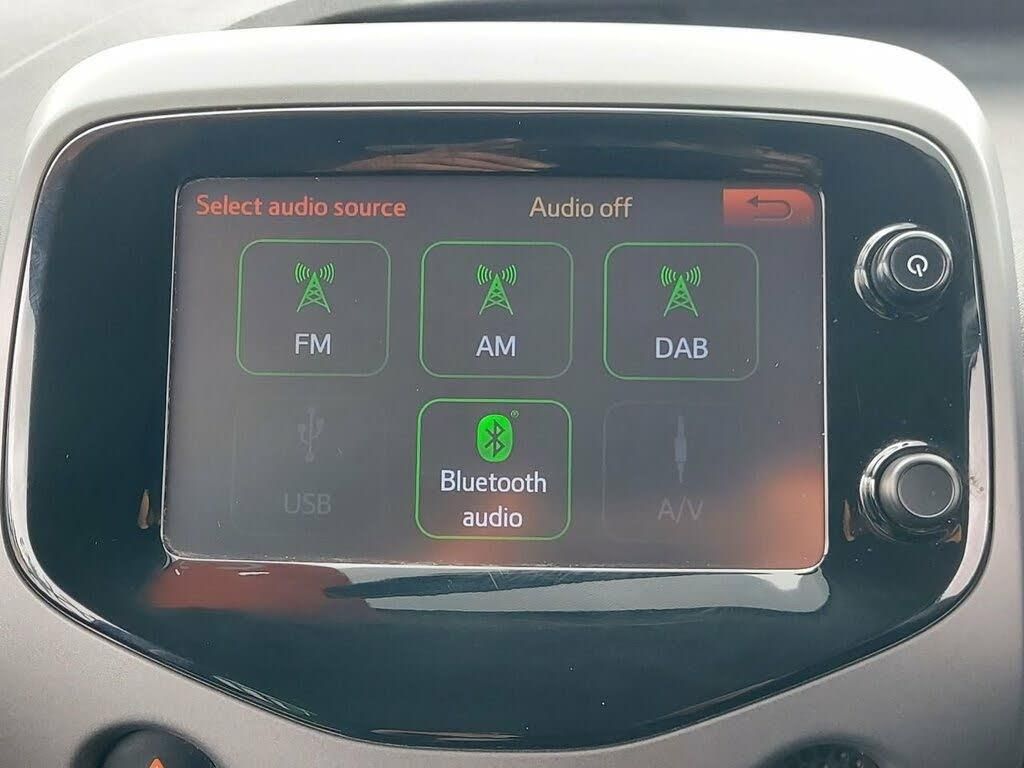 Select audio source
Audio off
FM
AM
DAB
USB
®
Bluetooth
audio
A/V